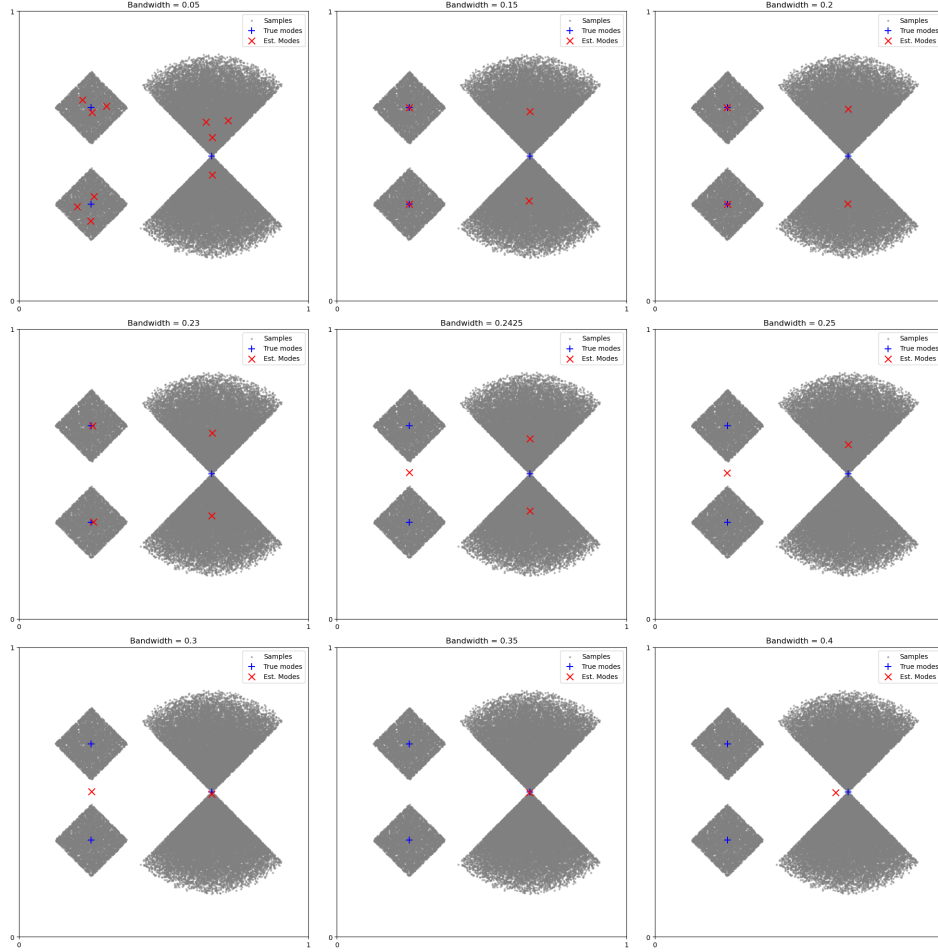 Bandwidth = 0.05
1
Samples
True modes
Est. Modes
0
0
1
Bandwidth = 0.15
1
Samples
True modes
Est. Modes
0
0
1
Bandwidth = 0.2
1
Samples
True modes
Est. Modes
0
0
Bandwidth = 0.23
1
Samples
True modes
Est. Modes
0
0
1
Bandwidth = 0.2425
1
Samples
True modes
Est. Modes
0
0
1
Bandwidth = 0.25
1
Samples
True modes
Est. Modes
0
0
Bandwidth = 0.3
1
Samples
True modes
Est. Modes
0
0
1
Bandwidth = 0.35
1
Samples
True modes
Est. Modes
0
0
1
Bandwidth = 0.4
1
Samples
True modes
Est. Modes
0
0